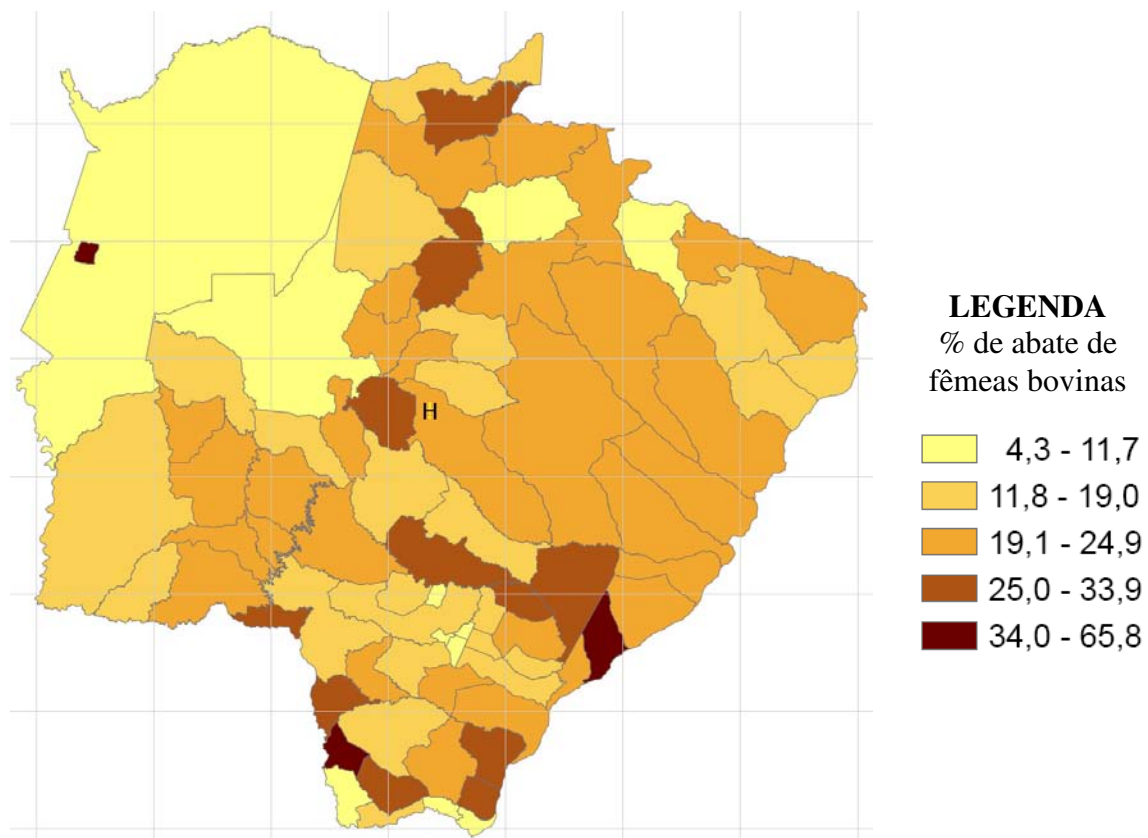 H
LEGENDA
% de abate de
fêmeas bovinas
4,3 - 11,7
11,8 - 19,0
19,1 - 24,9
25,0 - 33,9
34,0 - 65,8